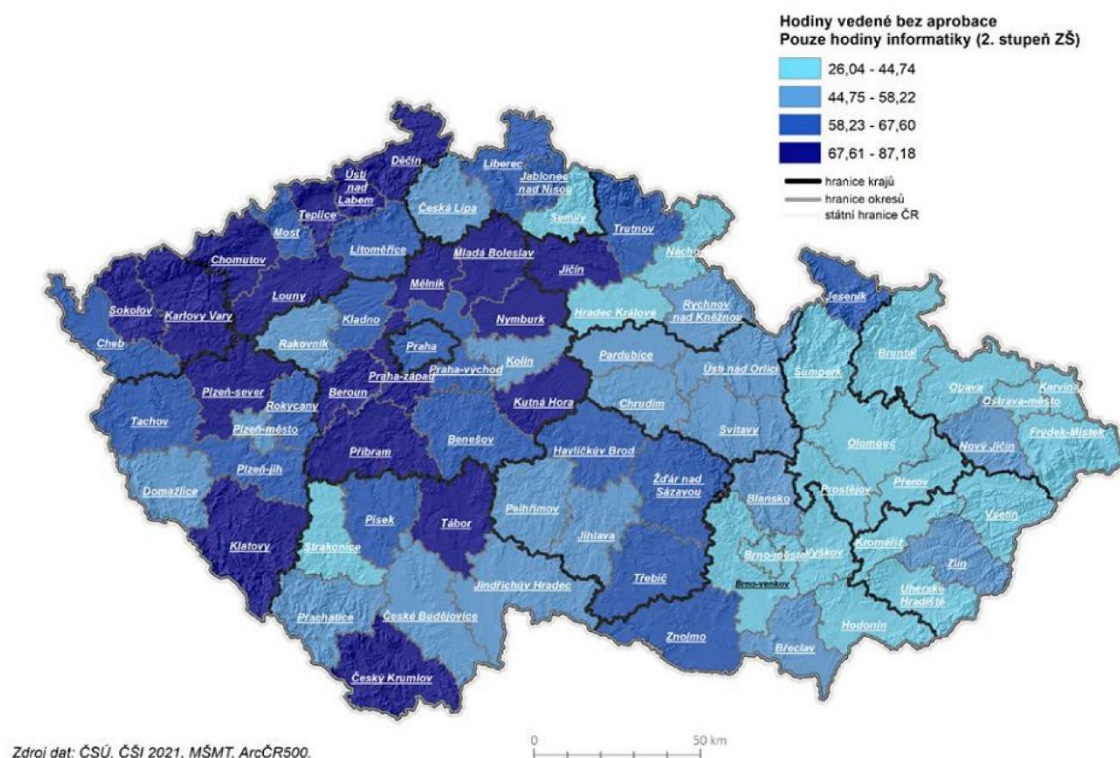 Hodiny vedené bez aprobace
Pouze hodiny informatiky (2. stupeň ZŠ)
26,04 - 44,74
44,75 - 58,22
58,23 - 67,60
67,61 - 87,18
hranice krajů
hranice okresů
státní hranice ČR
Děčín
Ústí
nad
Labem
Liberec
Jablonec
nad Nisou
Teplice
Česká Lípa
Semily
Most
Trutnov
Litoměřice
Náchod
Chomutov
Mladá Boleslav
Jičín
Mělník
Jeseník
Louny
Sokolov
Karlovy Vary
Nymburk
Hradec Králové
Rychnov
nad Kněžnou
Kladno
Cheb
Rakovník
Praha
Bruntál
Kolín
Pardubice
Ústí nad Orlicí
Šumperk
Praha-východ
Praha-západ
Opava
Karviná
Plzeň-sever
Beroun
Ostrava-město
Kutná Hora
Chrudim
Rokycany
Tachov
Plzeň-město
Svitavy
Frýdek-Místek
Benešov
Olomouc
Nový Jičín
Příbram
Havlíčkův Brod
Plzeň-jih
Žďár nad
Sázavou
Domažlice
Prostějov
Přerov
Blansko
Pelhřimov
Vsetín
Písek
Tábor
Klatovy
Strakonice
Jihlava
Kroměříž
Brno-město
Vyškov
Zlín
Třebíč
Brno-venkov
Jindřichův Hradec
Uherské
Hradiště
Prachatice
České Budějovice
Hodonín
Znojmo
Břeclav
Český Krumlov
Zdroj dat: ČSÚ, ČŠI 2021, MŠMT, ArcČR500.
0
50 km